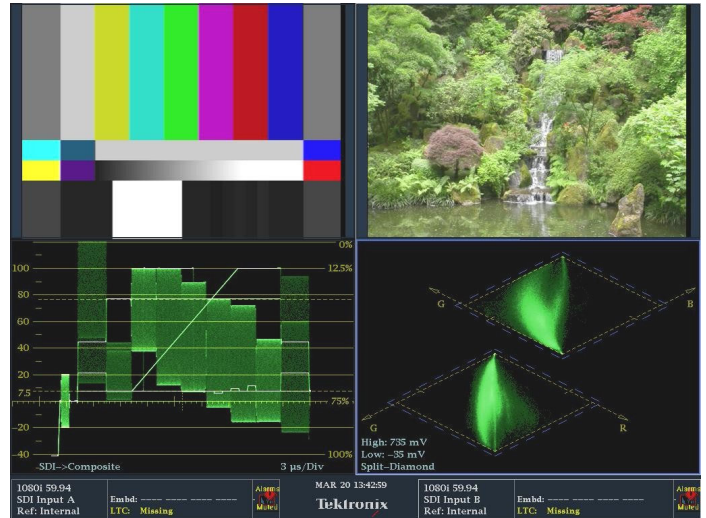 0%
100
12.5%
80
60
40
20
7.5
75%
-20
-40
100%
-SDI-->Composite
3 µs/Div
G
B
G
R
High: 735 mV
Low: -35 mV
Split-Diamond
1080i 59.94
SDI Input A
Ref: Internal
Embd: ---- ---- ---- ----
LTC: Missing
Alarms
Muted
MAR 20 13:42:59
Tektronix
1080i 59.94
SDI Input B
Ref: Internal
Embd: ---- ---- ---- ----
LTC: Missing
Alarms
Muted